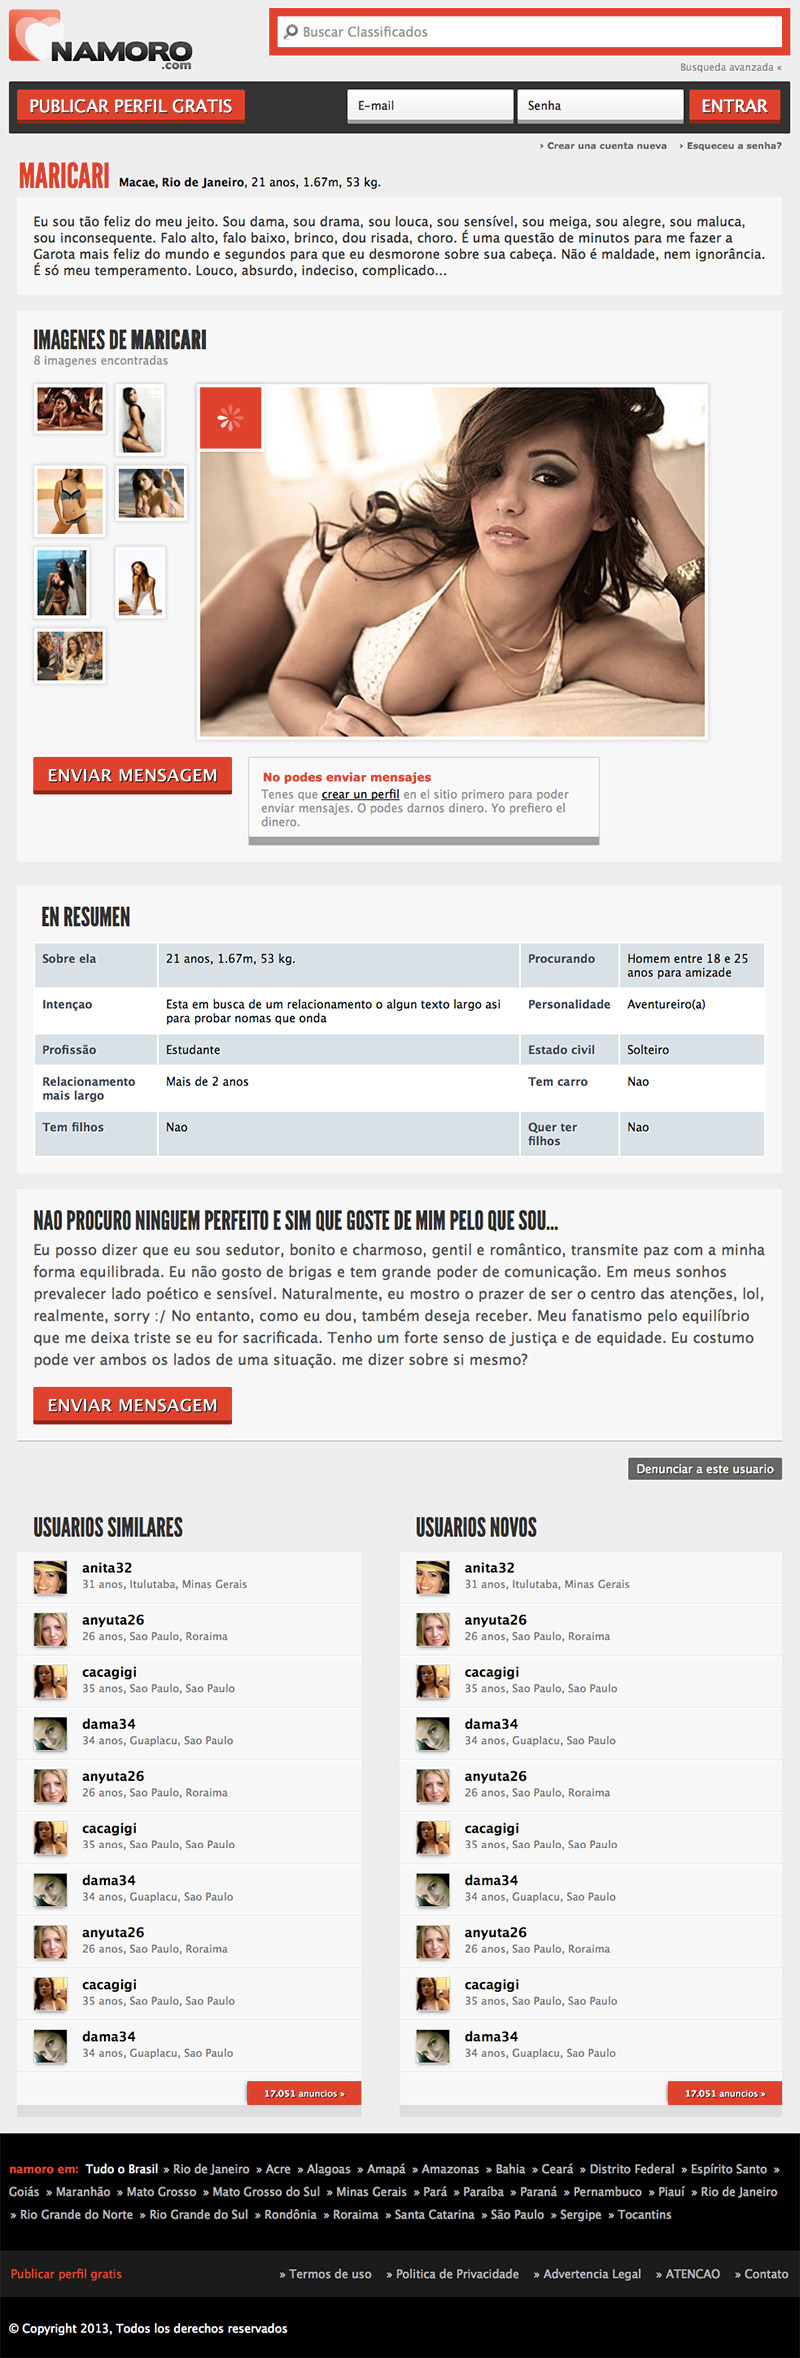 NAMORO
.com
Buscar Classificados
Busqueda avanzada «
PUBLICAR PERFIL GRATIS
E-mail
Senha
ENTRAR
› Crear una cuenta nueva › Esqueceu a senha?
MARICARI Macae, Rio de Janeiro, 21 anos, 1.67m, 53 kg.
Eu sou tão feliz do meu jeito. Sou dama, sou drama, sou louca, sou sensível, sou meiga, sou alegre, sou maluca,
sou inconsequente. Falo alto, falo baixo, brinco, dou risada, choro. É uma questão de minutos para me fazer a
Garota mais feliz do mundo e segundos para que eu desmorone sobre sua cabeça. Não é maldade, nem ignorância.
É só meu temperamento. Louco, absurdo, indeciso, complicado...
IMAGENES DE MARICARI
8 imagenes encontradas
ENVIAR MENSAGEM
No podes enviar mensajes
Tenes que crear un perfil en el sitio primero para poder
enviar mensajes. O podes darnos dinero. Yo prefiero el
dinero.
EN RESUMEN
Sobre ela 21 anos, 1.67m, 53 kg. Procurando Homem entre 18 e 25
anos para amizade
Intençao Esta em busca de um relacionamento o algun texto largo asi Personalidade Aventureiro(a)
para probar nomas que onda
Profissão Estudante Estado civil Solteiro
Relacionamento Mais de 2 anos Tem carro Nao
mais largo
Tem filhos Nao Quer ter Nao
filhos
NAO PROCURO NINGUEM PERFEITO E SIM QUE GOSTE DE MIM PELO QUE SOU...
Eu posso dizer que eu sou sedutor, bonito e charmoso, gentil e romântico, transmite paz com a minha
forma equilibrada. Eu não gosto de brigas e tem grande poder de comunicação. Em meus sonhos
prevalecer lado poético e sensível. Naturalmente, eu mostro o prazer de ser o centro das atenções, lol,
realmente, sorry :/ No entanto, como eu dou, também deseja receber. Meu fanatismo pelo equilíbrio
que me deixa triste se eu for sacrificada. Tenho um forte senso de justiça e de equidade. Eu costumo
pode ver ambos os lados de uma situação. me dizer sobre si mesmo?
ENVIAR MENSAGEM
Denunciar a este usuario
USUARIOS SIMILARES
anita32
31 anos, Itulutaba, Minas Gerais
anyuta26
26 anos, Sao Paulo, Roraima
cacagigi
35 anos, Sao Paulo, Sao Paulo
dama34
34 anos, Guaplacu, Sao Paulo
anyuta26
26 anos, Sao Paulo, Roraima
cacagigi
35 anos, Sao Paulo, Sao Paulo
dama34
34 anos, Guaplacu, Sao Paulo
anyuta26
26 anos, Sao Paulo, Roraima
cacagigi
35 anos, Sao Paulo, Sao Paulo
dama34
34 anos, Guaplacu, Sao Paulo
17.051 anuncios »
USUARIOS NOVOS
anita32
31 anos, Itulutaba, Minas Gerais
anyuta26
26 anos, Sao Paulo, Roraima
cacagigi
35 anos, Sao Paulo, Sao Paulo
dama34
34 anos, Guaplacu, Sao Paulo
anyuta26
26 anos, Sao Paulo, Roraima
cacagigi
35 anos, Sao Paulo, Sao Paulo
dama34
34 anos, Guaplacu, Sao Paulo
anyuta26
26 anos, Sao Paulo, Roraima
cacagigi
35 anos, Sao Paulo, Sao Paulo
dama34
34 anos, Guaplacu, Sao Paulo
17.051 anuncios »
namoro em: Tudo o Brasil » Rio de Janeiro » Acre » Alagoas » Amapá » Amazonas » Bahia » Ceará » Distrito Federal » Espírito Santo »
Goiás » Maranhão » Mato Grosso » Mato Grosso do Sul » Minas Gerais » Pará » Paraíba » Paraná » Pernambuco » Piauí » Rio de Janeiro
» Rio Grande do Norte » Rio Grande do Sul » Rondônia » Roraima » Santa Catarina » São Paulo » Sergipe » Tocantins
Publicar perfil gratis » Termos de uso » Politica de Privacidade » Advertencia Legal » ATENCAO » Contato
© Copyright 2013, Todos los derechos reservados